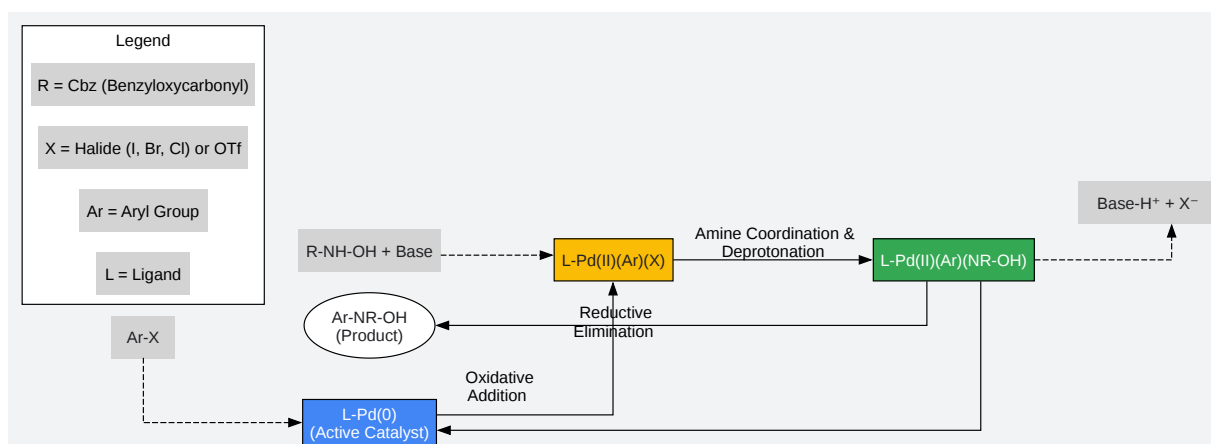 Legend
R = Cbz (Benzyloxycarbonyl)
X = Halide (I, Br, Cl) or OTf
Ar = Aryl Group
L = Ligand
Ar-X
R-NH-OH + Base
L-Pd(II)(Ar)(X)
Amine Coordination &
Deprotonation
L-Pd(II)(Ar)(NR-OH)
Base-H⁺ + X⁻
Ar-NR-OH
(Product)
Reductive
Elimination
Oxidative
Addition
L-Pd(0)
(Active Catalyst)